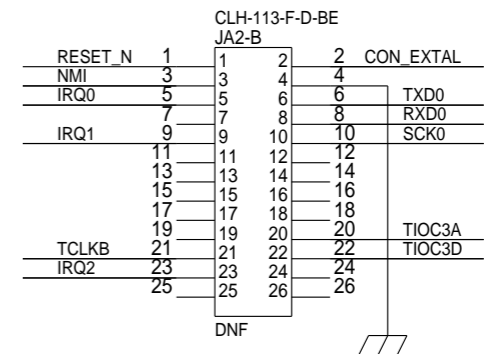 CLH-113-F-D-BE
JA2-B
RESET_N 1 1 2 2 CON_EXTAL
NMI 3 3 4 4
IRQ0 5 5 6 6 TXD0
7 7 8 8 RXD0
IRQ1 9 9 10 10 SCK0
11 11 12 12
13 13 14 14
15 15 16 16
17 17 18 18
19 19 20 20 TIOC3A
TCLKB 21 21 22 22 TIOC3D
IRQ2 23 23 24 24
25 25 26 26
DNF